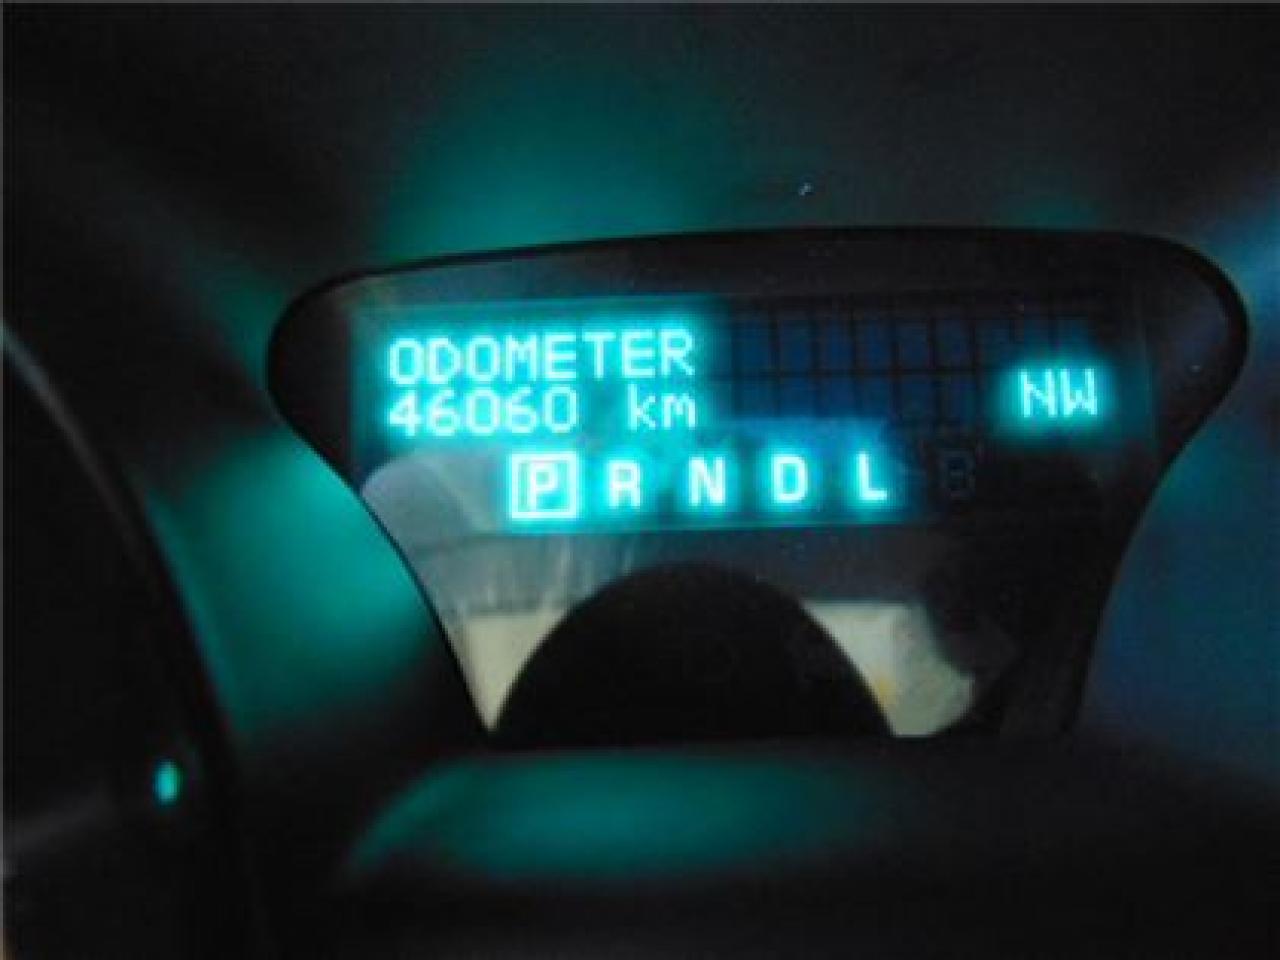 ODOMETER
46060 km
NW
P R N D L